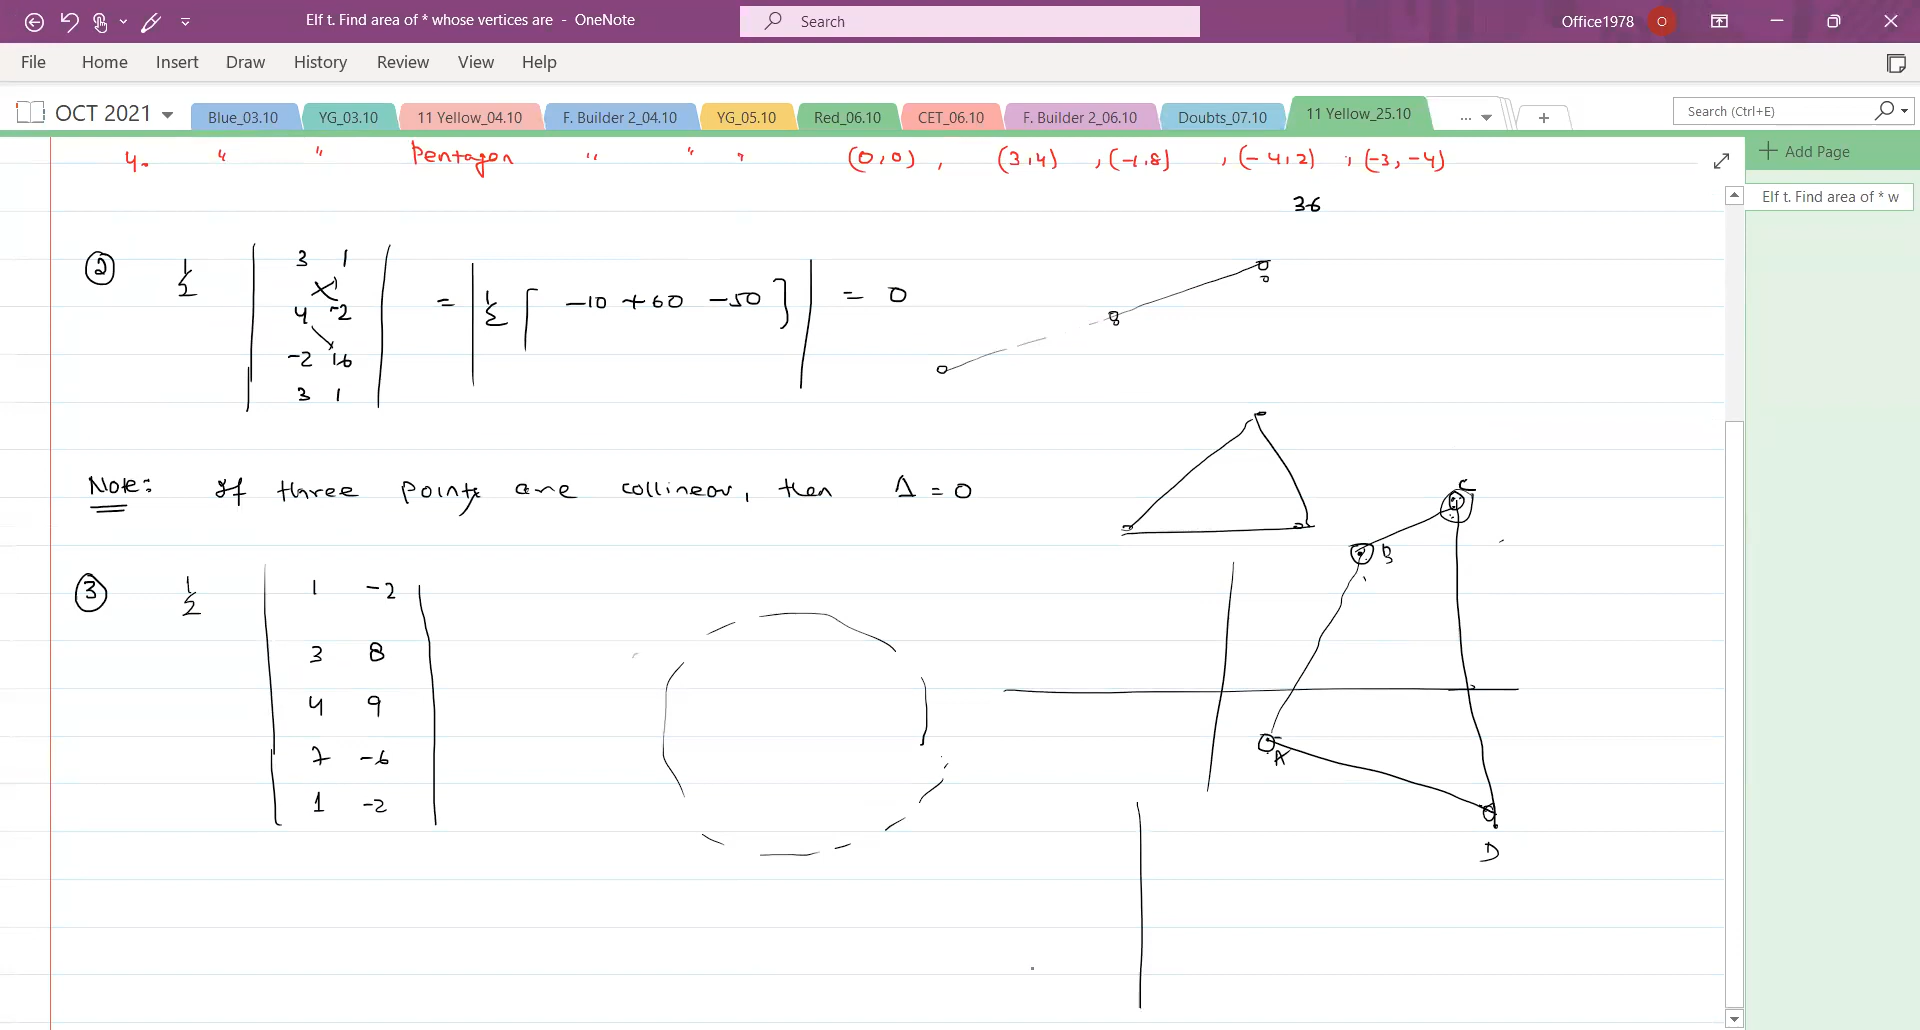 Elf t. Find area of * whose vertices are - OneNote
Search
Office1978
O
File Home Insert Draw History Review View Help
OCT 2021
Blue_03.10 YG_03.10 11 Yellow_04.10 F. Builder 2_04.10 YG_05.10 Red_06.10 CET_06.10 F. Builder 2_06.10 Doubts_07.10 11 Yellow_25.10 ... +
Search (Ctrl+E)
Add Page
Elf t. Find area of * w
4. " " Pentagon " " " (0,0), (3,4), (-1,8), (-4,2), (-3,-4)
36
② 1/2 | 3 1
4 -2
-2 16
3 1 | = | 1/2 [ -10 +60 -50 ] | = 0
Note: If three points are collinear, then Δ = 0
C
B
A
D
③ 1/2 | 1 -2
3 8
4 9
7 -6
1 -2 |